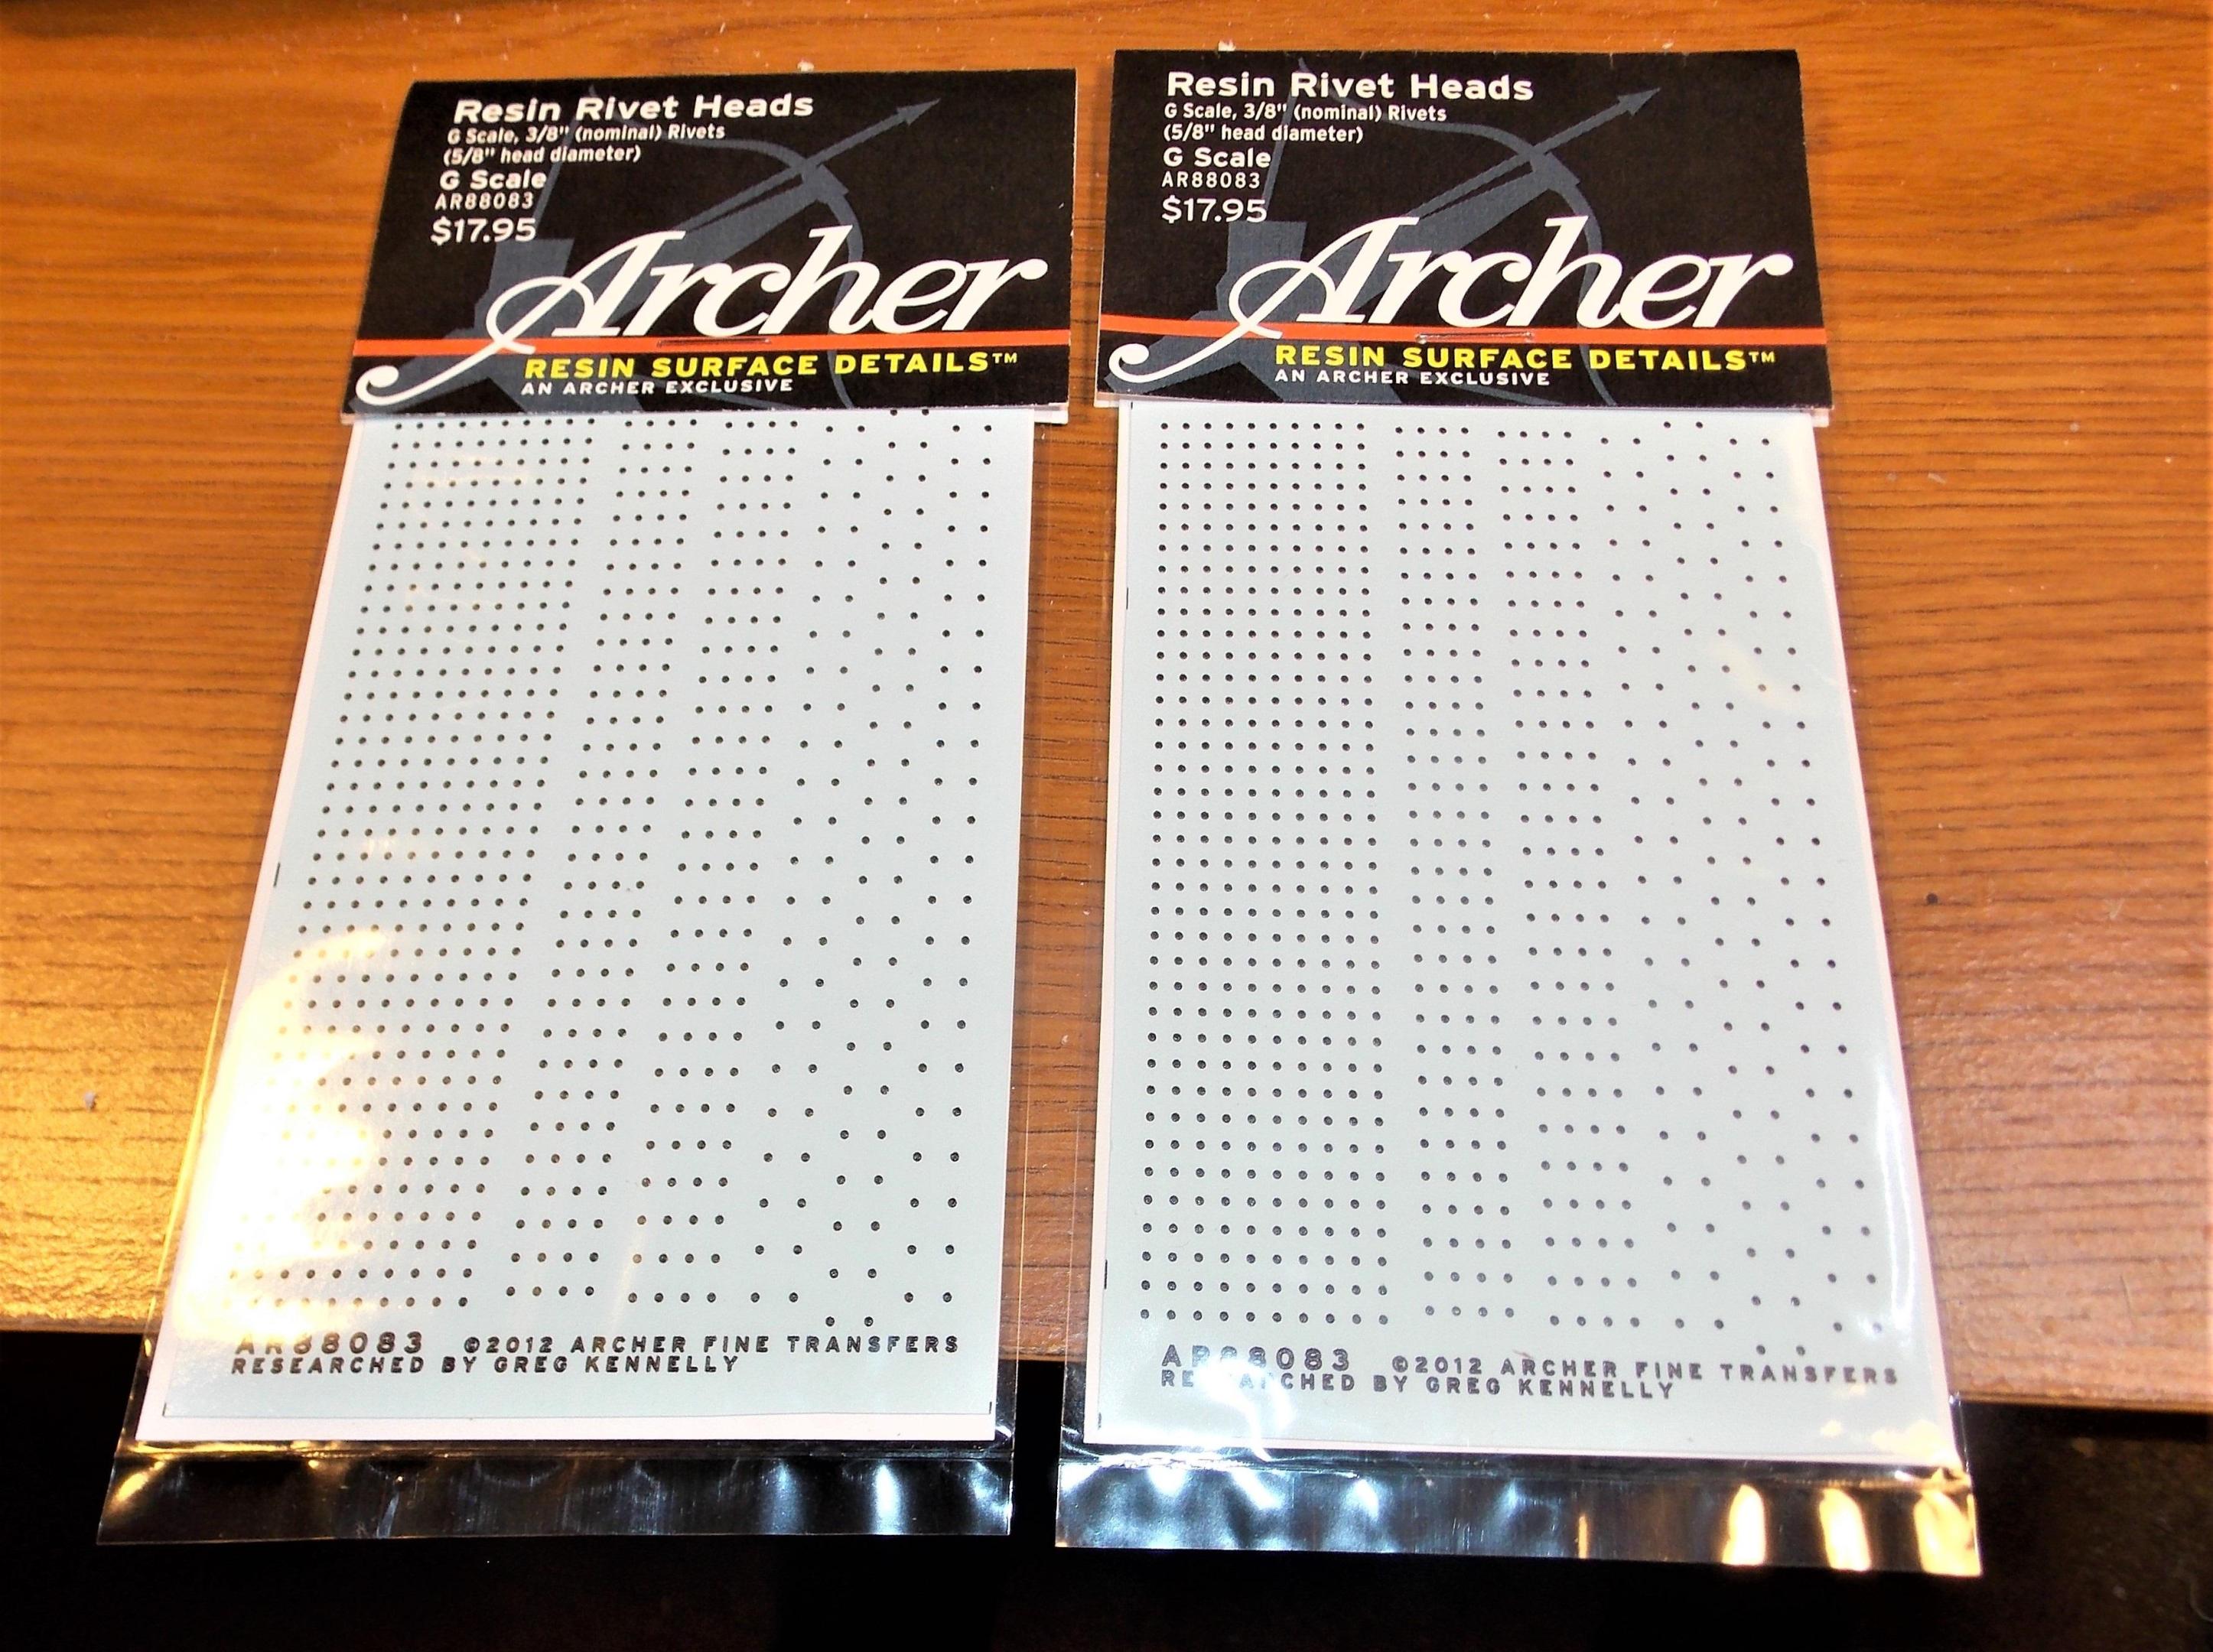 Resin Rivet Heads
G Scale, 3/8" (nominal) Rivets
(5/8" head diameter)
G Scale
AR88083
$17.95
Archer
RESIN SURFACE DETAILS™
AN ARCHER EXCLUSIVE
AR88083 ©2012 ARCHER FINE TRANSFERS
RESEARCHED BY GREG KENNELLY
Resin Rivet Heads
G Scale, 3/8" (nominal) Rivets
(5/8" head diameter)
G Scale
AR88083
$17.95
Archer
RESIN SURFACE DETAILS™
AN ARCHER EXCLUSIVE
AR88083 ©2012 ARCHER FINE TRANSFERS
RESEARCHED BY GREG KENNELLY